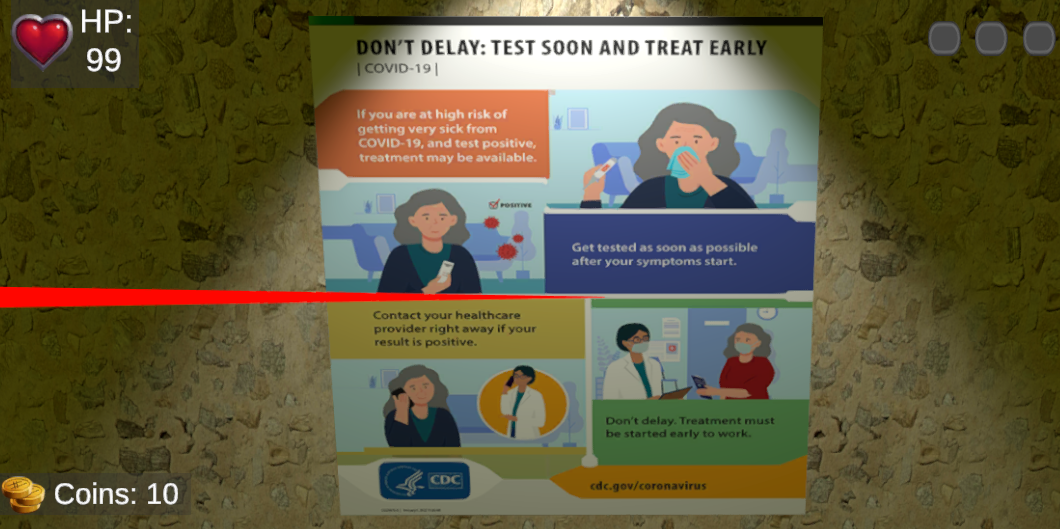 HP:
99
DON'T DELAY: TEST SOON AND TREAT EARLY
| COVID-19 |
If you are at high risk of
getting very sick from
COVID-19, and test positive,
treatment may be available.
POSITIVE
Get tested as soon as possible
after your symptoms start.
Contact your healthcare
provider right away if your
result is positive.
Don't delay. Treatment must
be started early to work.
CDC
cdc.gov/coronavirus
Coins: 10